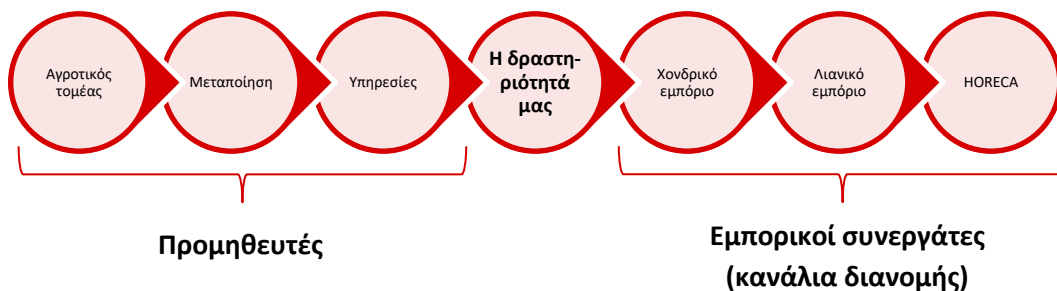 Αγροτικός
τομέας
Μεταποίηση
Υπηρεσίες
Η δραστη-
ριότητά
μας
Χονδρικό
εμπόριο
Λιανικό
εμπόριο
HORECA
Προμηθευτές
Εμπορικοί συνεργάτες
(κανάλια διανομής)